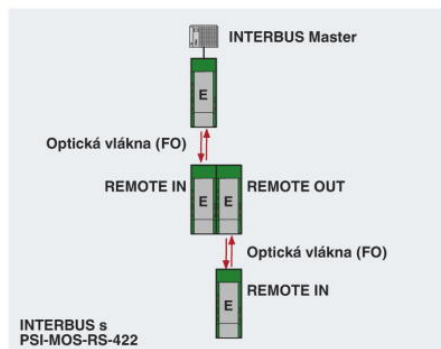 INTERBUS Master
E
Optická vlákna (FO)
REMOTE IN
E
E
REMOTE OUT
Optická vlákna (FO)
E
REMOTE IN
INTERBUS s
PSI-MOS-RS-422